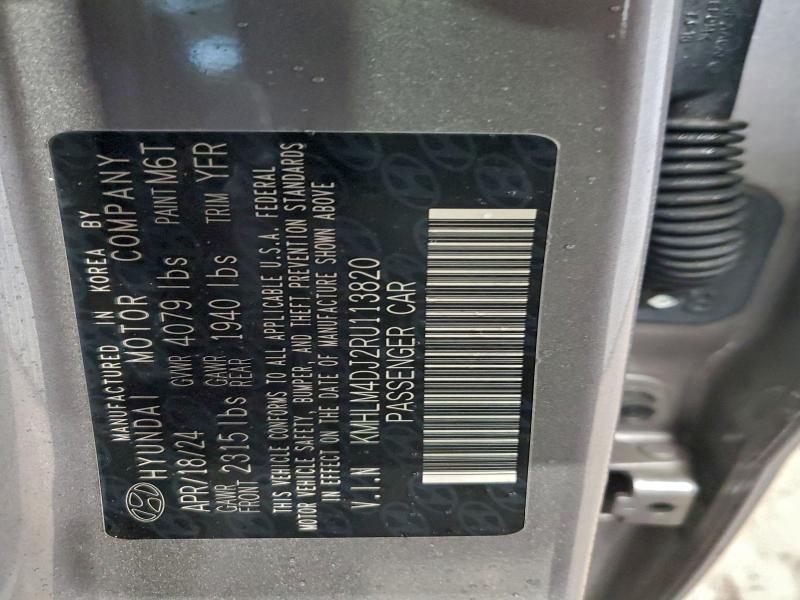 MANUFACTURED IN KOREA BY
HYUNDAI MOTOR COMPANY
APR/18/24 GVWR 4079 lbs PAINT M6T
GAWR FRONT 2315 lbs GAWR REAR 1940 lbs TRIM YFR
THIS VEHICLE CONFORMS TO ALL APPLICABLE U.S.A. FEDERAL
MOTOR VEHICLE SAFETY, BUMPER, AND THEFT PREVENTION STANDARDS
IN EFFECT ON THE DATE OF MANUFACTURE SHOWN ABOVE
V.I.N KMHLM4DJ2RU113820
PASSENGER CAR